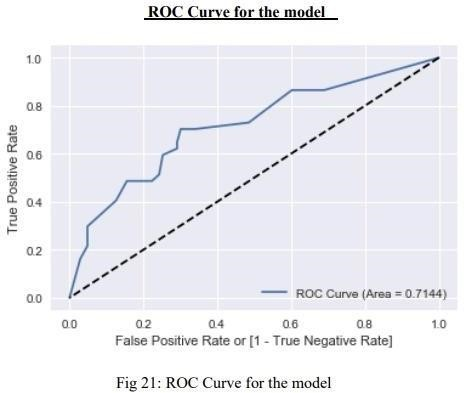 ROC Curve for the model
1.0
0.8
0.6
0.4
0.2
0.0
True Positive Rate
ROC Curve (Area = 0.7144)
0.0 0.2 0.4 0.6 0.8 1.0
False Positive Rate or [1 - True Negative Rate]
Fig 21: ROC Curve for the model